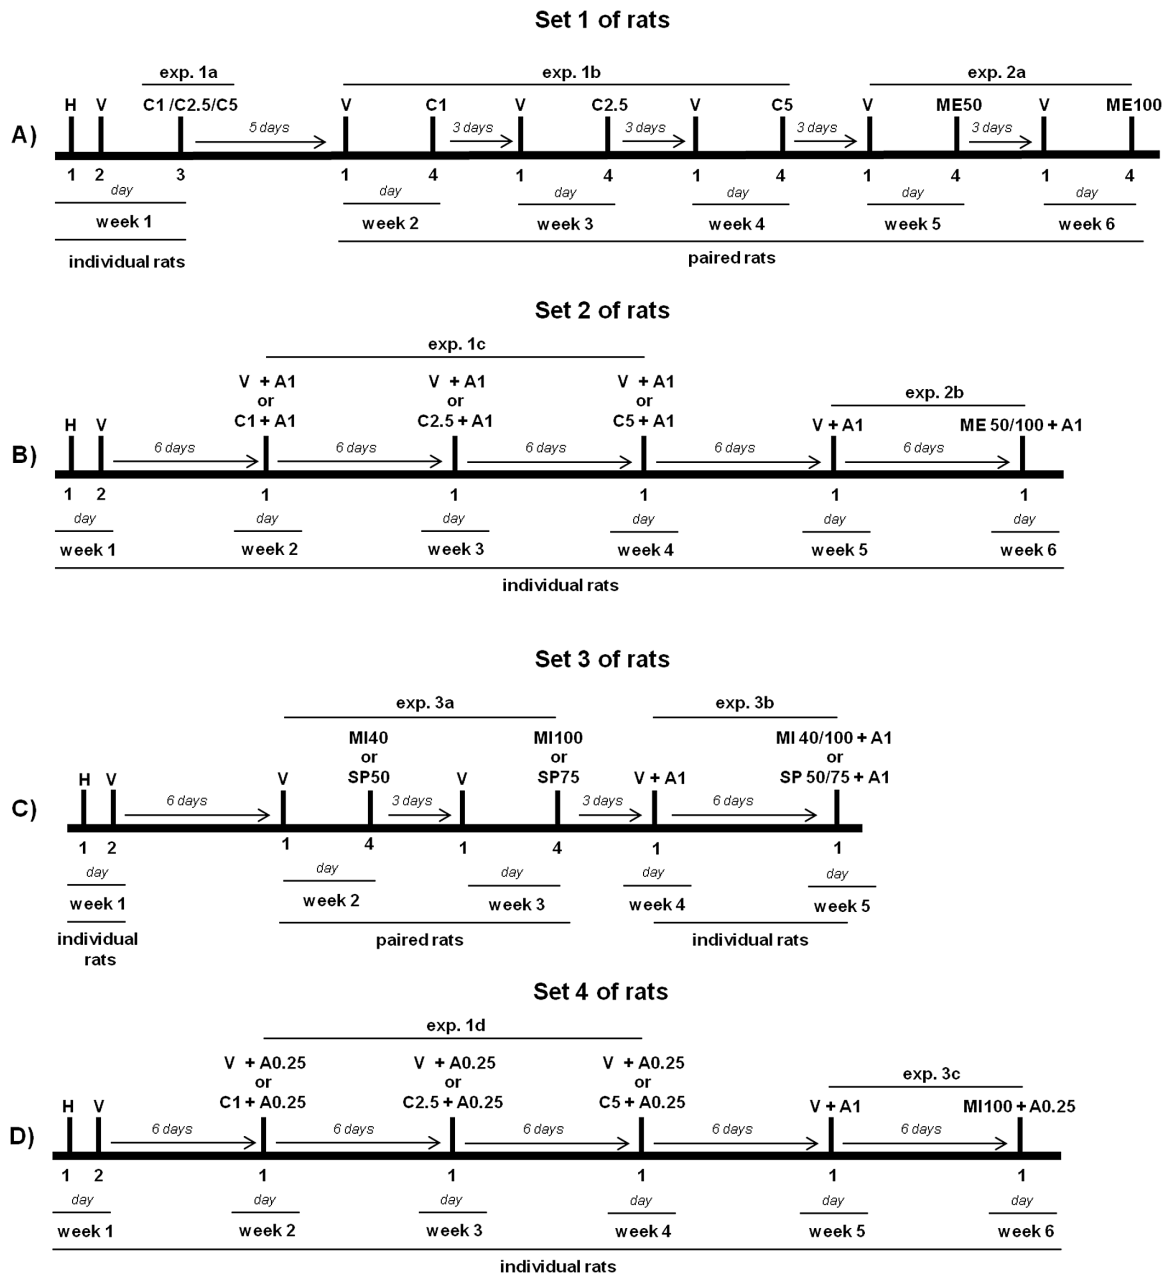 Set 1 of rats
exp. 1a exp. 1b exp. 2a
H V C1 /C2.5/C5 V C1 V C2.5 V C5 V ME50 V ME100
A) 5 days 3 days 3 days 3 days 3 days
1 2 3 1 4 1 4 1 4 1 4 1 4
day day day day day day
week 1 week 2 week 3 week 4 week 5 week 6
individual rats paired rats
Set 2 of rats
exp. 1c
V + A1 V + A1 V + A1
or or or exp. 2b
H V C1 + A1 C2.5 + A1 C5 + A1 V + A1 ME 50/100 + A1
B) 6 days 6 days 6 days 6 days 6 days
1 2 1 1 1 1 1
day day day day day day
week 1 week 2 week 3 week 4 week 5 week 6
individual rats
Set 3 of rats
exp. 3a exp. 3b
MI40 MI100 MI 40/100 + A1
or or or
H V V SP50 V SP75 V + A1 SP 50/75 + A1
C) 6 days 3 days 3 days 6 days
1 2 1 4 1 4 1 1
day day day day day
week 1 week 2 week 3 week 4 week 5
individual rats paired rats individual rats
Set 4 of rats
exp. 1d
V + A0.25 V + A0.25 V + A0.25
or or or exp. 3c
H V C1 + A0.25 C2.5 + A0.25 C5 + A0.25 V + A1 MI100 + A0.25
D) 6 days 6 days 6 days 6 days 6 days
1 2 1 1 1 1 1
day day day day day day
week 1 week 2 week 3 week 4 week 5 week 6
individual rats